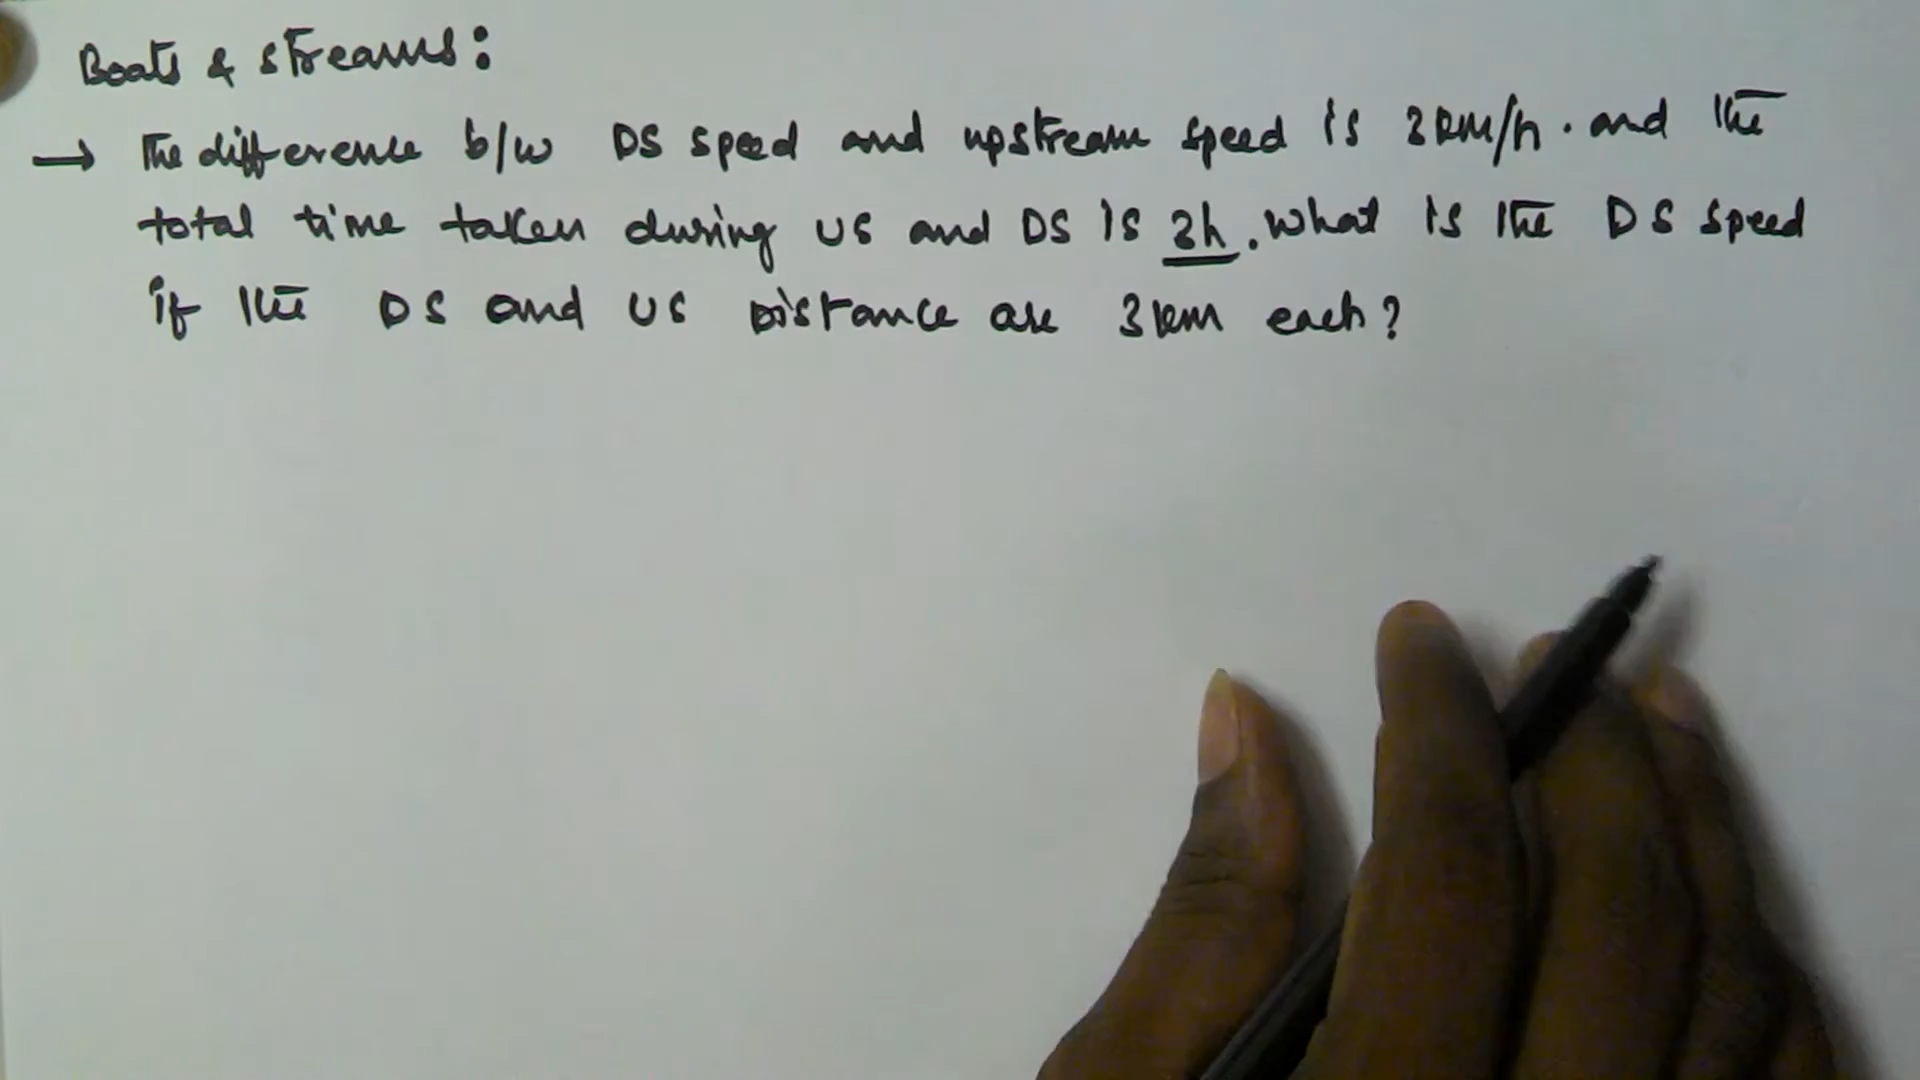 Boats & streams:
→ The difference b/w DS speed and upstream speed is 3km/h. and the
total time taken during US and DS is 3h. what is the DS speed
if the DS and US Distance are 3km each?